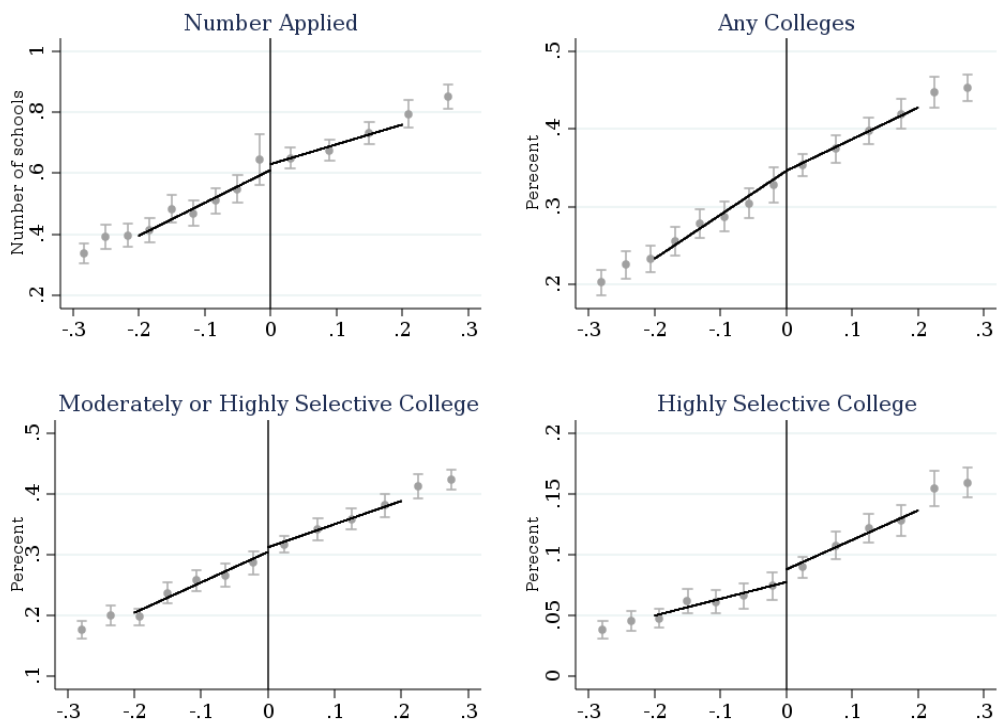 Number Applied
Number of schools
1
.8
.6
.4
.2
-.3 -.2 -.1 0 .1 .2 .3
Any Colleges
Perecent
.5
.4
.3
.2
-.3 -.2 -.1 0 .1 .2 .3
Moderately or Highly Selective College
Perecent
.5
.4
.3
.2
.1
-.3 -.2 -.1 0 .1 .2 .3
Highly Selective College
Perecent
.2
.15
.1
.05
0
-.3 -.2 -.1 0 .1 .2 .3